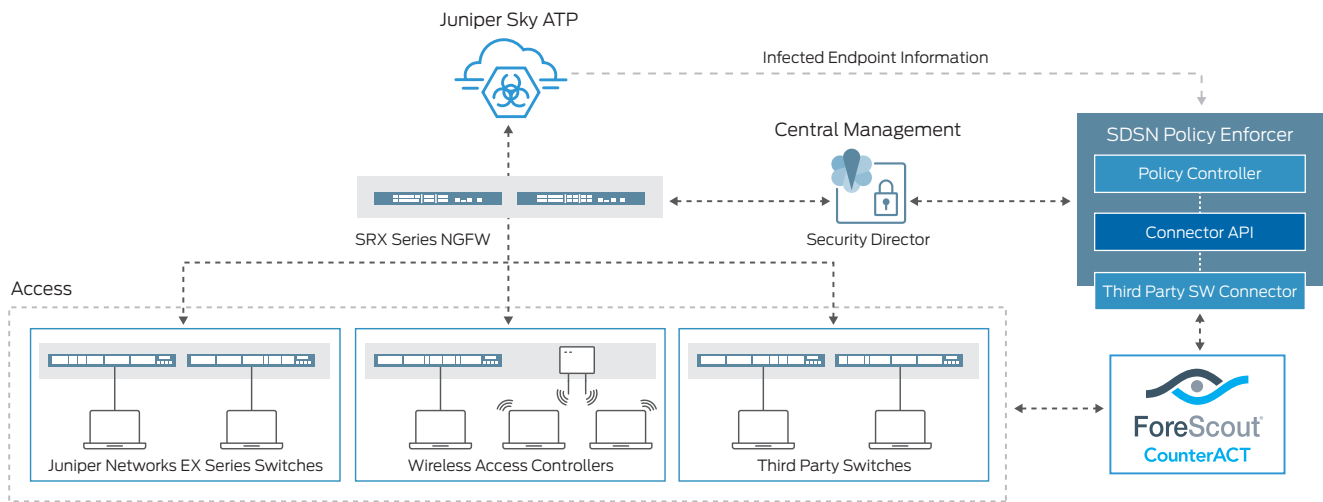 Juniper Sky ATP
Infected Endpoint Information
Central Management
SDSN Policy Enforcer
Policy Controller
Connector API
Third Party SW Connector
SRX Series NGFW
Security Director
Access
Juniper Networks EX Series Switches
Wireless Access Controllers
Third Party Switches
ForeScout®
CounterACT